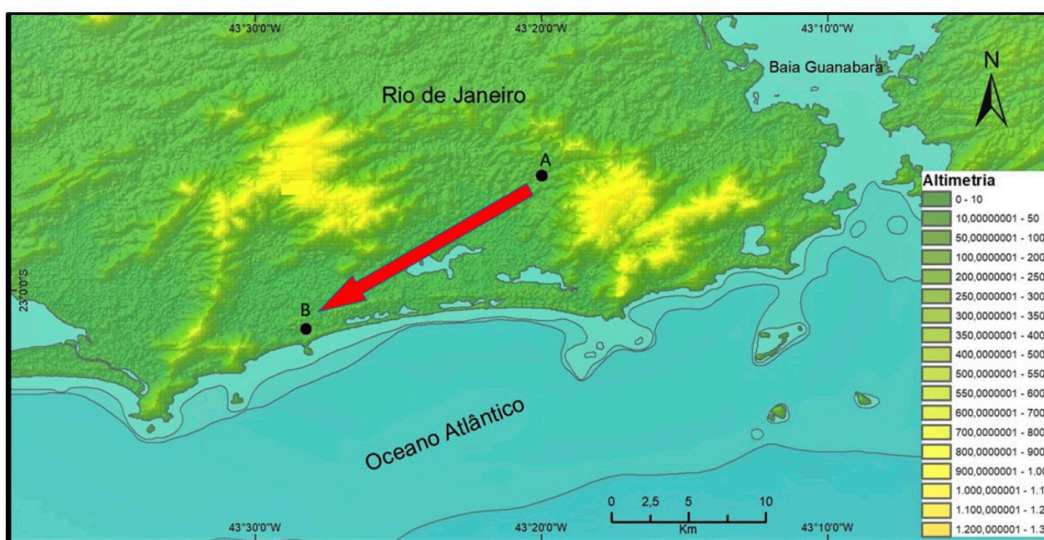 43°30'0"W
43°20'0"W
43°10'0"W
Baia Guanabara
N
Rio de Janeiro
A
B
23°0'0"S
Oceano Atlântico
Altimetria
0 - 10
10,00000001 - 50
50,00000001 - 100
100,0000001 - 200
200,0000001 - 250
250,0000001 - 300
300,0000001 - 350
350,0000001 - 400
400,0000001 - 500
500,0000001 - 550
550,0000001 - 600
600,0000001 - 700
700,0000001 - 800
800,0000001 - 900
900,0000001 - 1.00
1.000,000001 - 1.1
1.100,000001 - 1.2
1.200,000001 - 1.3
0 2,5 5 10
Km
43°30'0"W
43°20'0"W
43°10'0"W